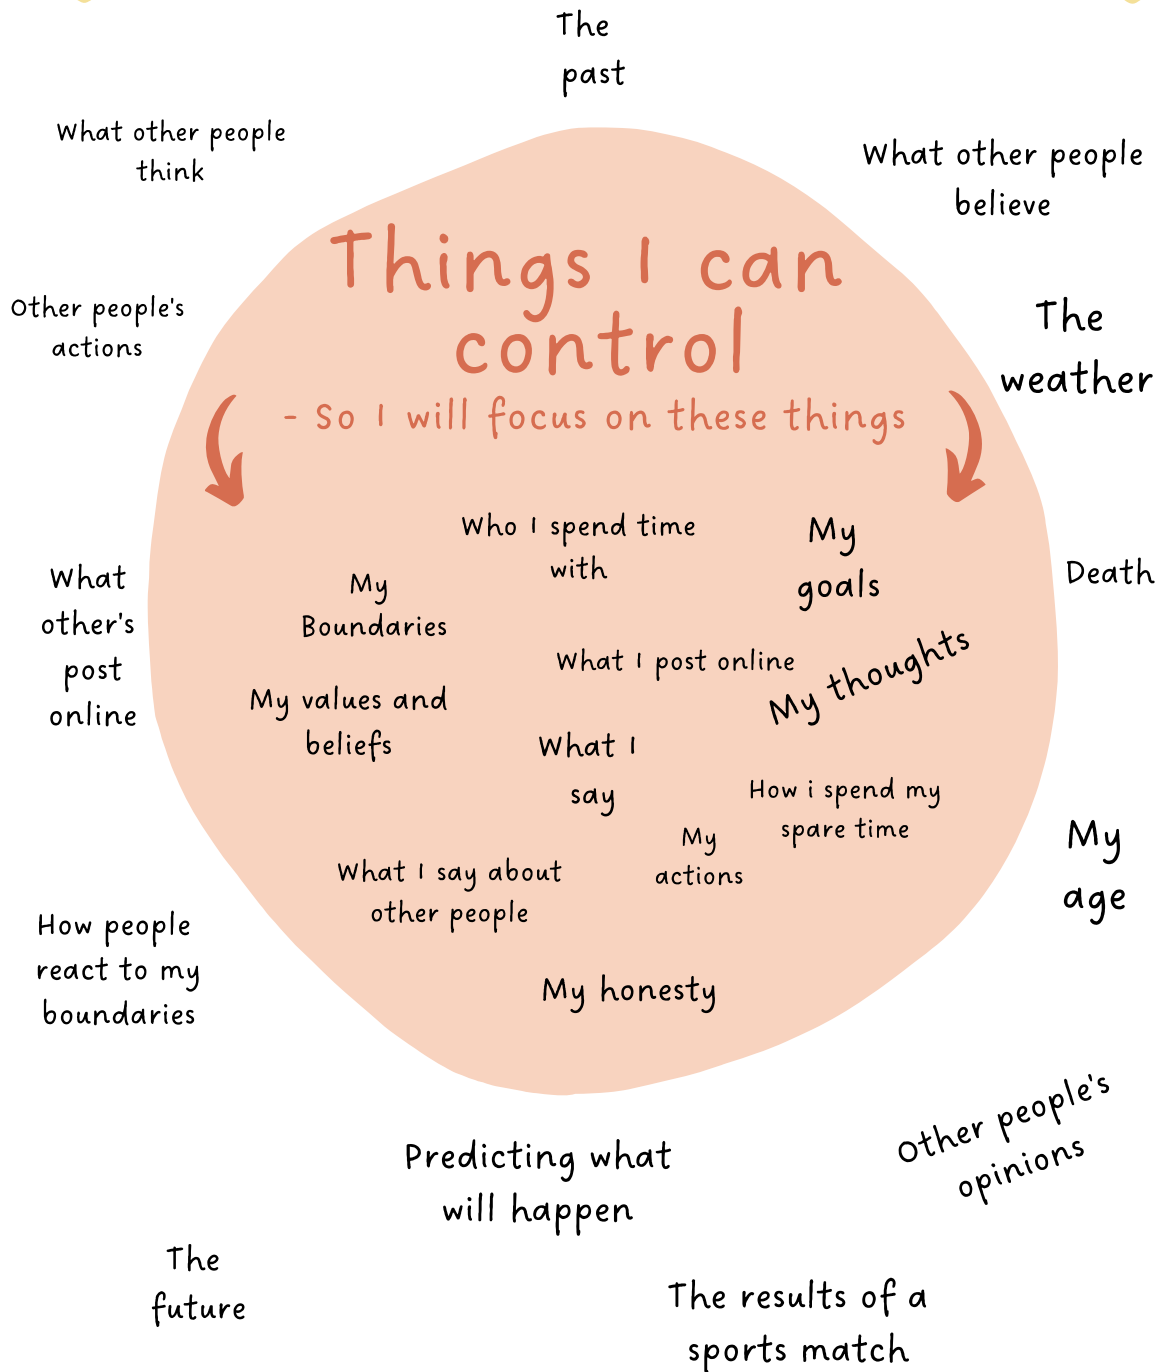 The
past
What other people
think
What other people
believe
Things I can
control
- So I will focus on these things
Other people's
actions
The
weather
Who I spend time
with
My
goals
My
Boundaries
What I post online
My thoughts
My values and
beliefs
What I
say
How i spend my
spare time
My
actions
What I say about
other people
My honesty
What
other's
post
online
Death
My
age
How people
react to my
boundaries
Other people's
opinions
Predicting what
will happen
The
future
The results of a
sports match